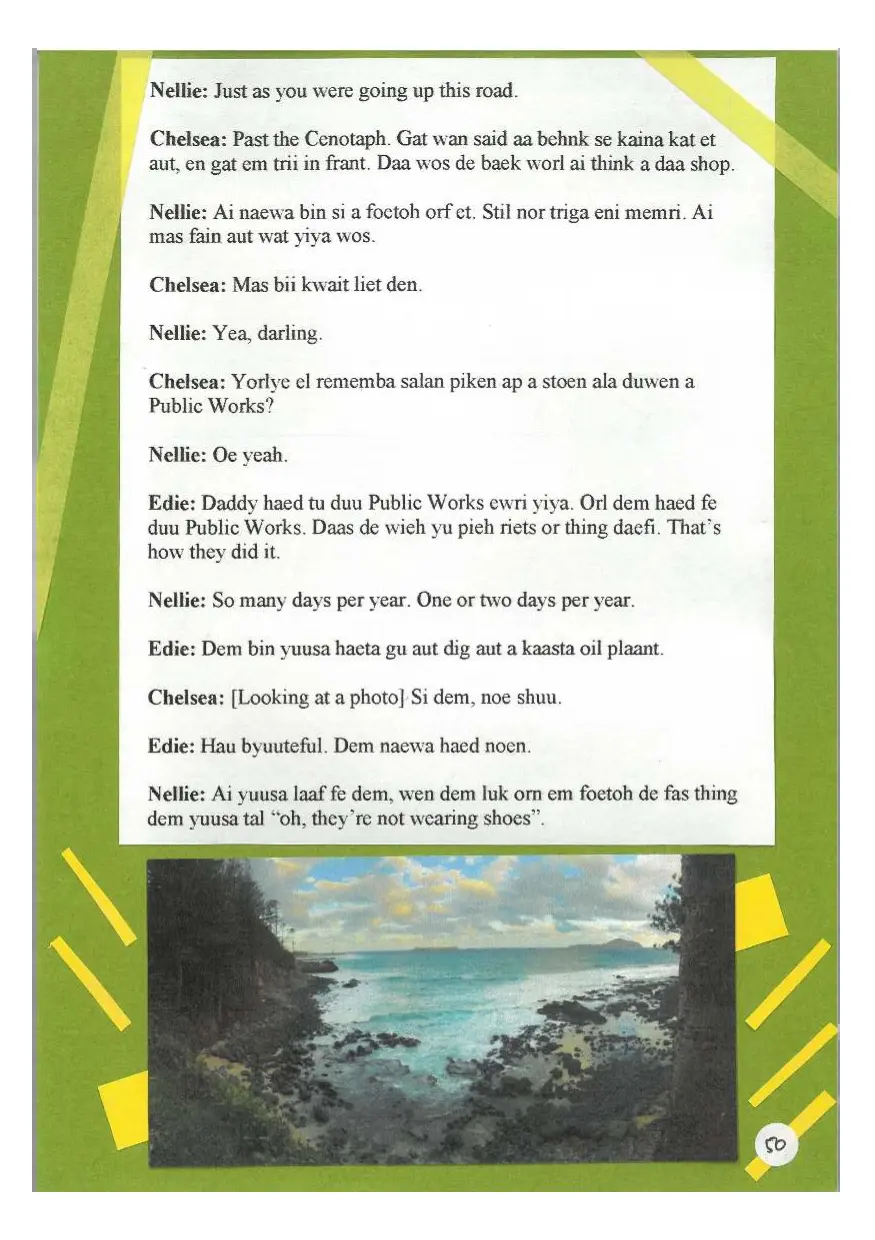 Nellie: Just as you were going up this road.
Chelsea: Past the Cenotaph. Gat wan said aa behnk se kaina kat et
aut, en gat em trii in frant. Daa wos de baek worl ai think a daa shop.
Nellie: Ai naewa bin si a foetoh orf et. Stil nor triga eni memri. Ai
mas fain aut wat yiya wos.
Chelsea: Mas bii kwait liet den.
Nellie: Yea, darling.
Chelsea: Yorlye el rememba salan piken ap a stoen ala duwen a
Public Works?
Nellie: Oe yeah.
Edie: Daddy haed tu duu Public Works ewri yiya. Orl dem haed fe
duu Public Works. Daas de wieh yu pieh riets or thing daefi. That's
how they did it.
Nellie: So many days per year. One or two days per year.
Edie: Dem bin yuusa haeta gu aut dig aut a kaasta oil plaant.
Chelsea: [Looking at a photo] Si dem, noe shuu.
Edie: Hau byuuteful. Dem naewa haed noen.
Nellie: Ai yuusa laaf fe dem, wen dem luk orn em foetoh de fas thing
dem yuusa tal “oh, they're not wearing shoes”.
50